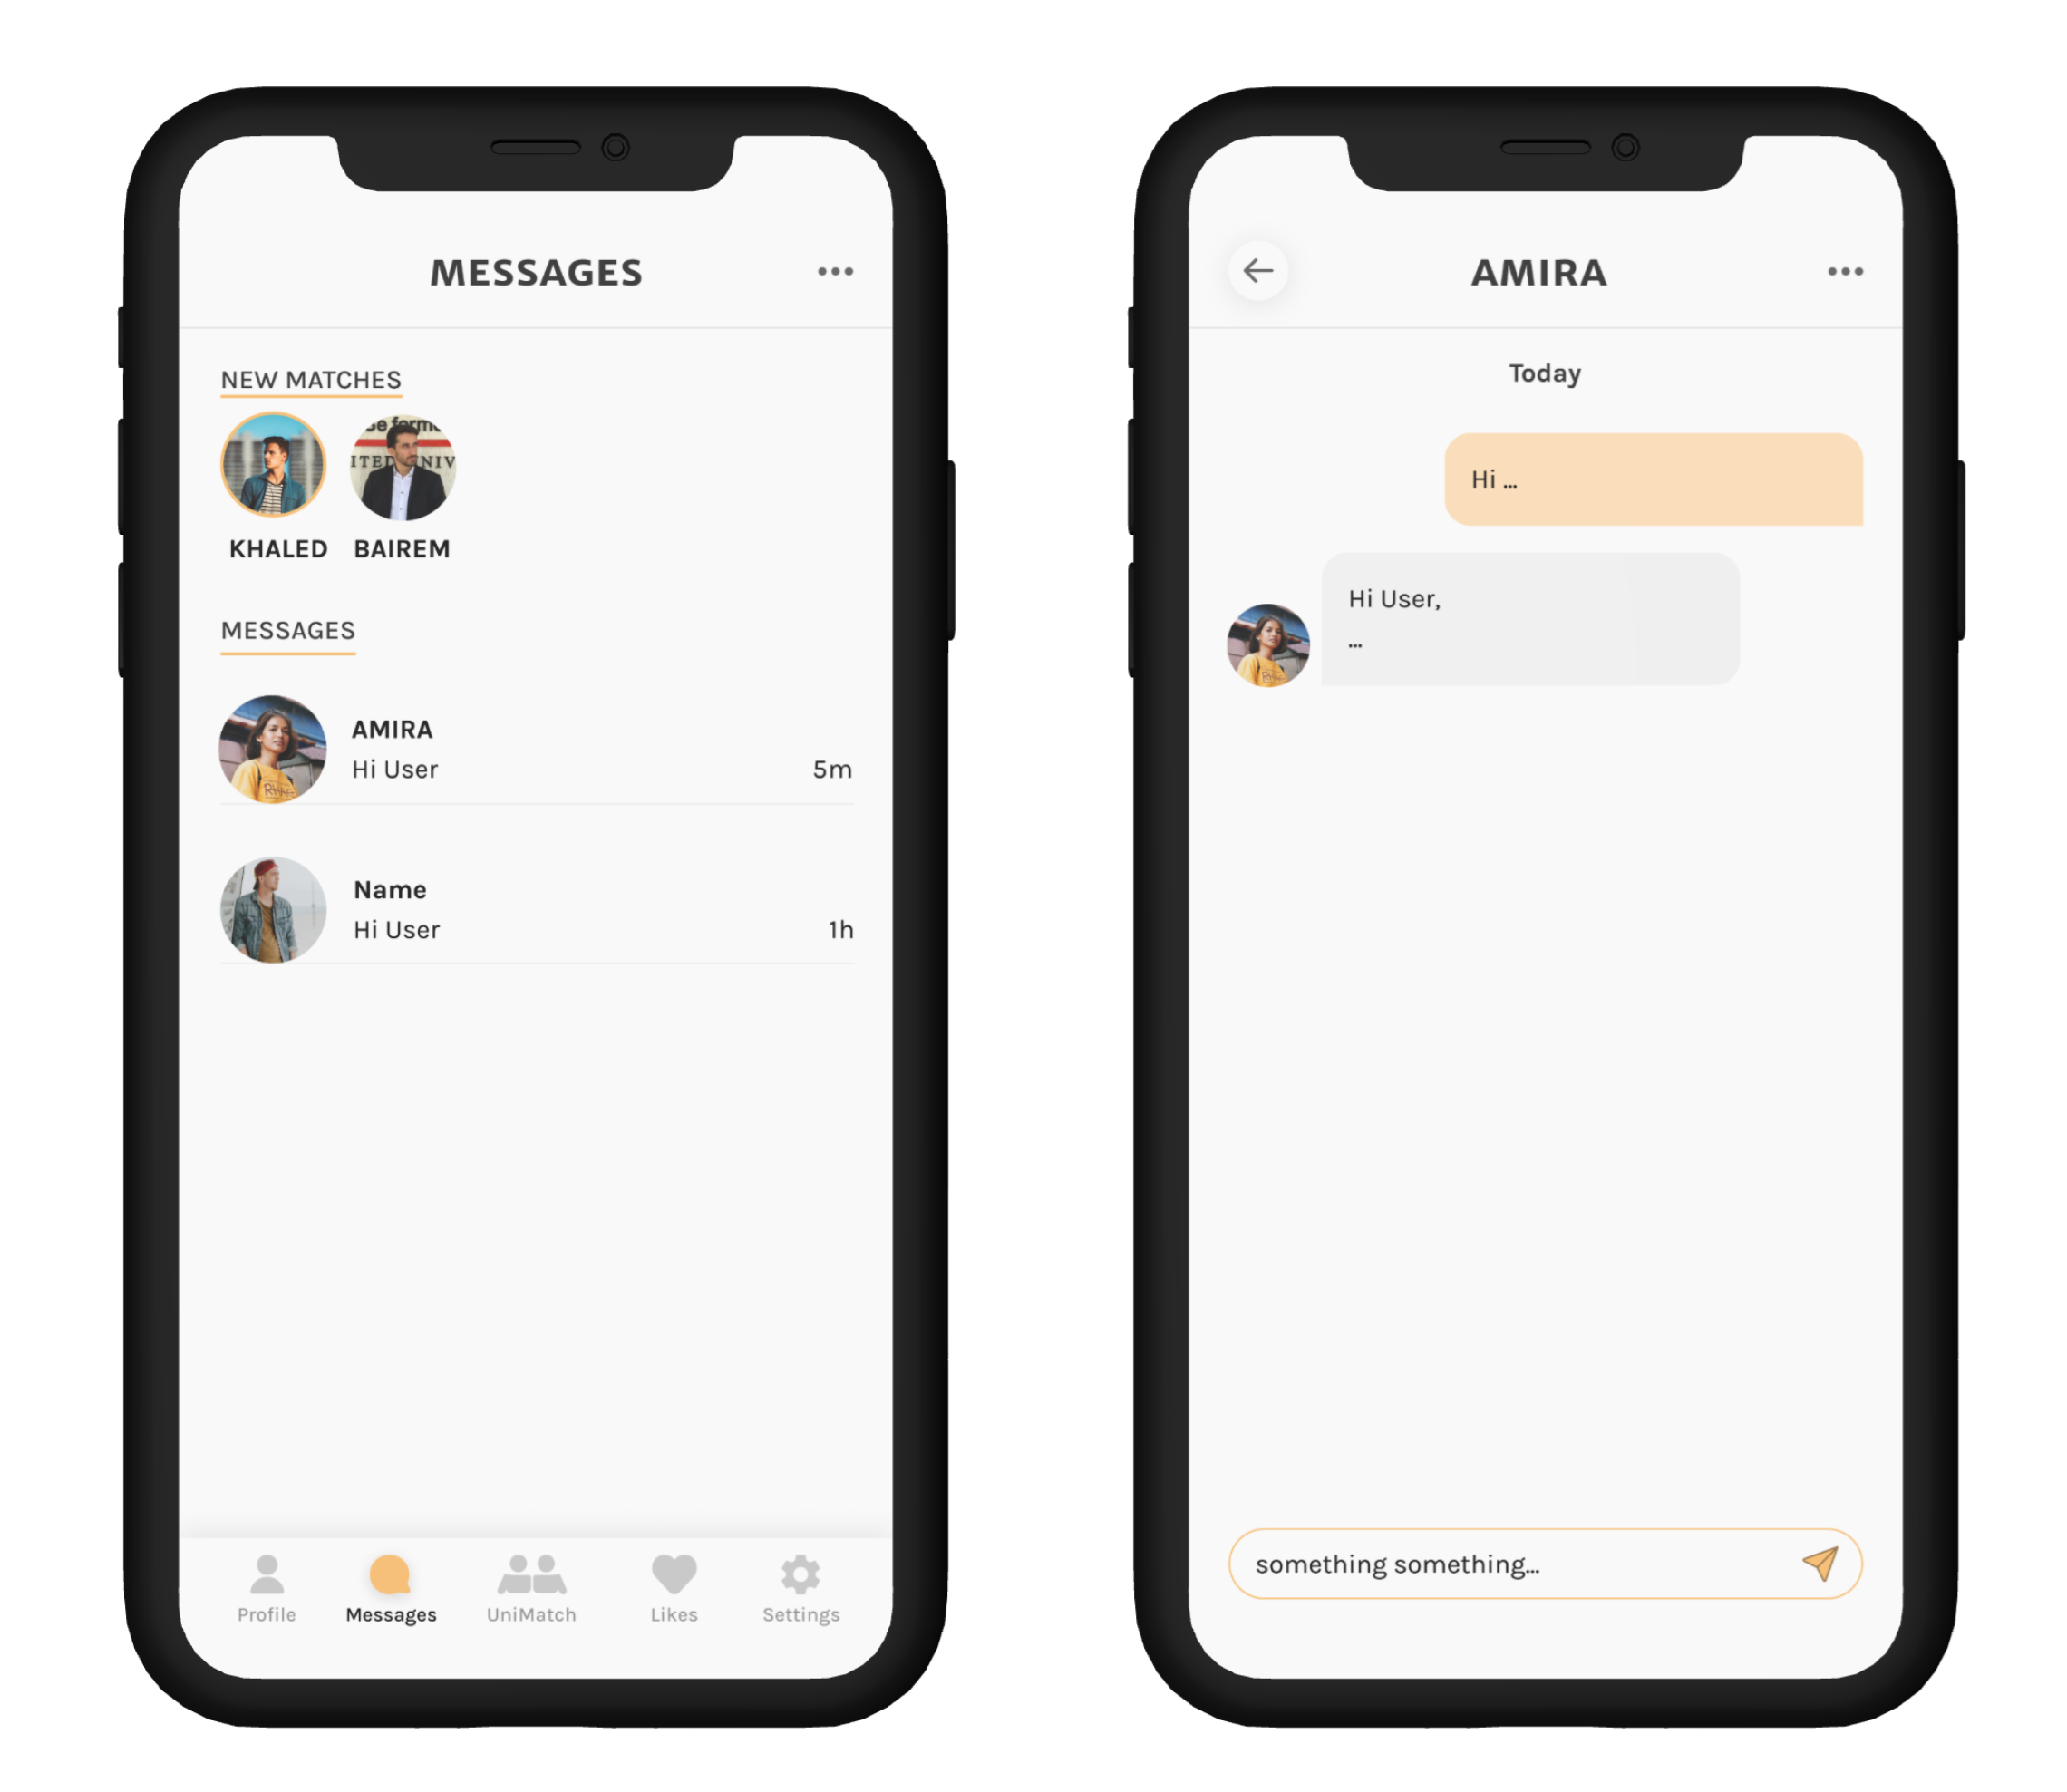 MESSAGES
NEW MATCHES
KHALED BAIREM
MESSAGES
AMIRA
Hi User
5m
Name
Hi User
1h
Profile
Messages
UniMatch
Likes
Settings
AMIRA
Today
Hi ...
Hi User,
...
something something...